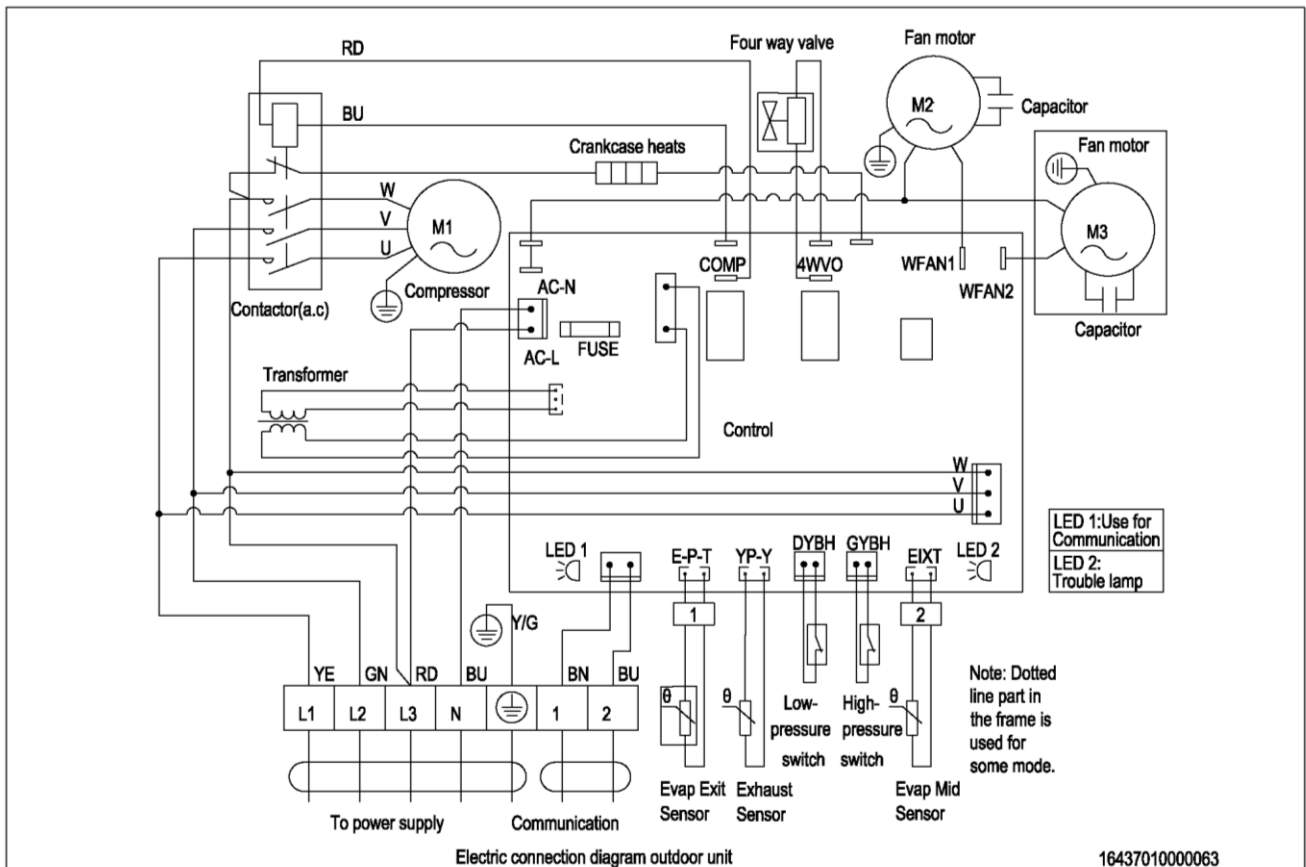 RD
BU
Four way valve
Fan motor
M2
Capacitor
Crankcase heats
Fan motor
W
V
U
M1
M3
Contactor(a.c)
Compressor
AC-N
COMP
4WVO
WFAN1
WFAN2
Capacitor
AC-L
FUSE
Transformer
Control
W
V
U
LED 1:Use for
Communication
LED 2:
Trouble lamp
LED 1
E-P-T
YP-Y
DYBH
GYBH
EIXT
LED 2
1
2
Y/G
YE
GN
RD
BU
BN
BU
L1
L2
L3
N
1
2
θ
θ
θ
Low-
pressure
switch
High-
pressure
switch
Note: Dotted
line part in
the frame is
used for
some mode.
Evap Exit
Sensor
Exhaust
Sensor
Evap Mid
Sensor
To power supply
Communication
Electric connection diagram outdoor unit
16437010000063